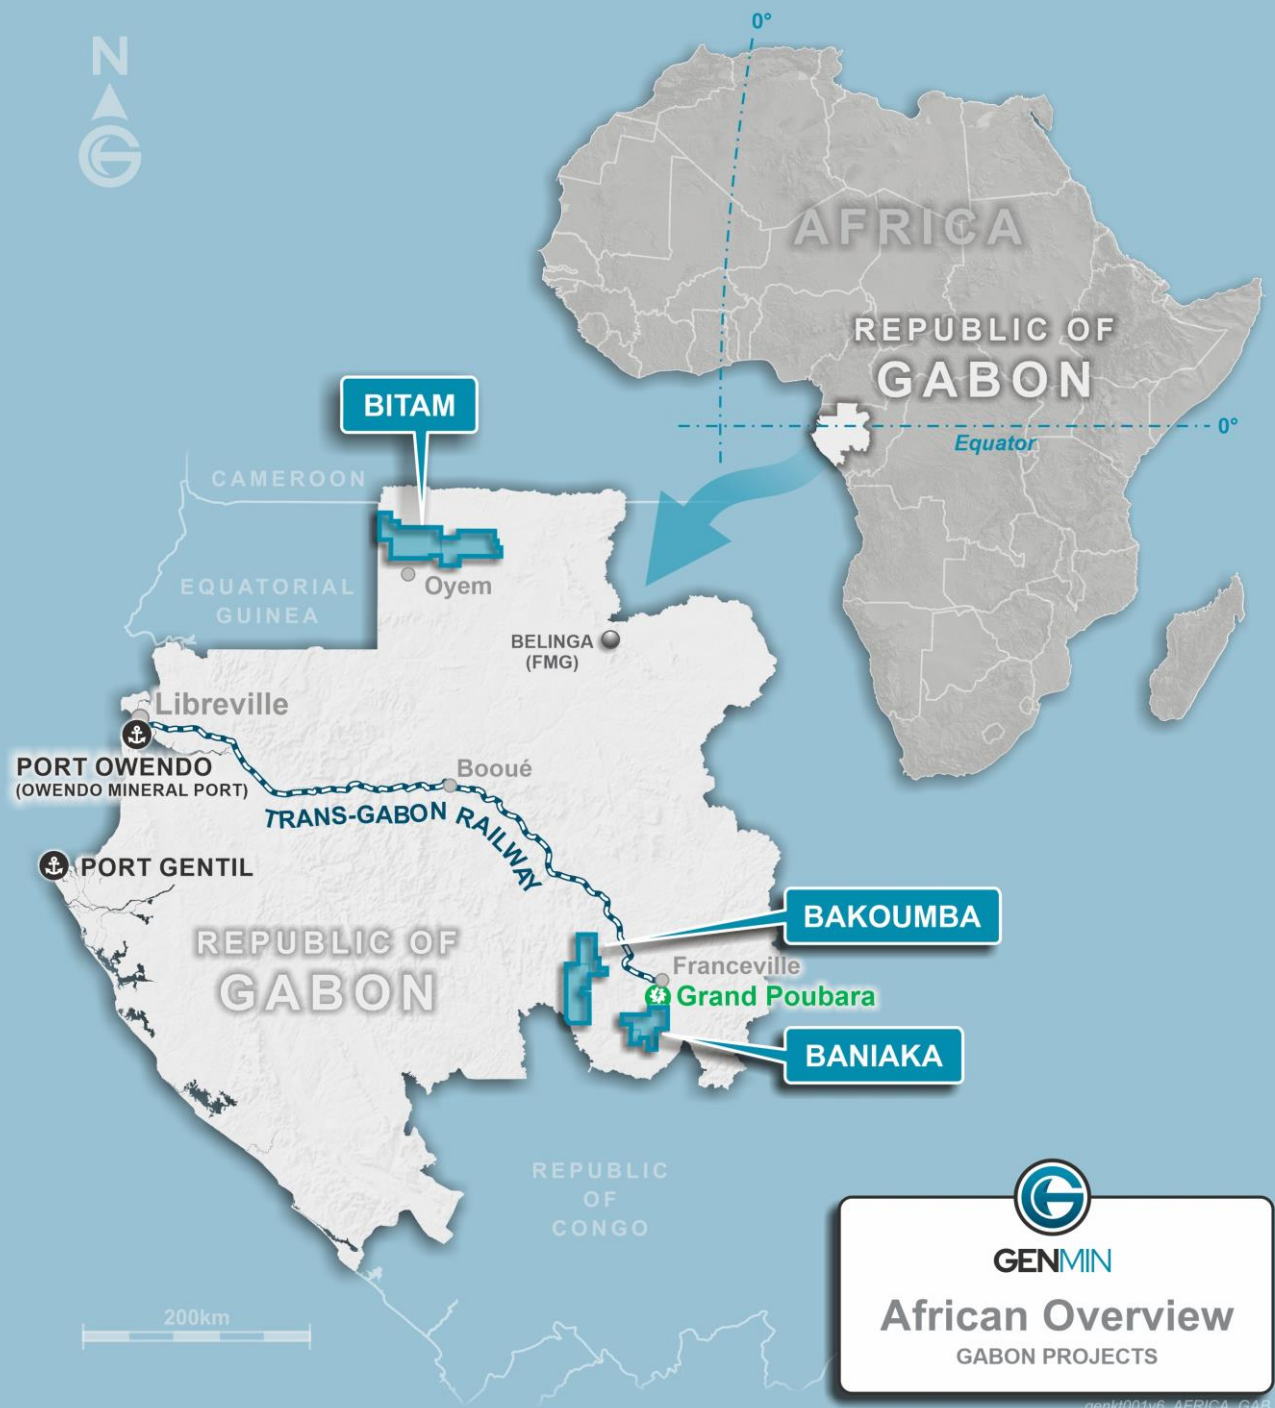 N
0°
AFRICA
REPUBLIC OF
GABON
0°
Equator
BITAM
CAMEROON
EQUATORIAL
GUINEA
Oyem
BELINGA
(FMG)
Libreville
PORT OWENDO
(OWENDO MINERAL PORT)
Booué
TRANS-GABON RAILWAY
PORT GENTIL
BAKOUMBA
REPUBLIC OF
GABON
Franceville
Grand Poubara
BANIAKA
REPUBLIC
OF
CONGO
200km
GENMIN
African Overview
GABON PROJECTS